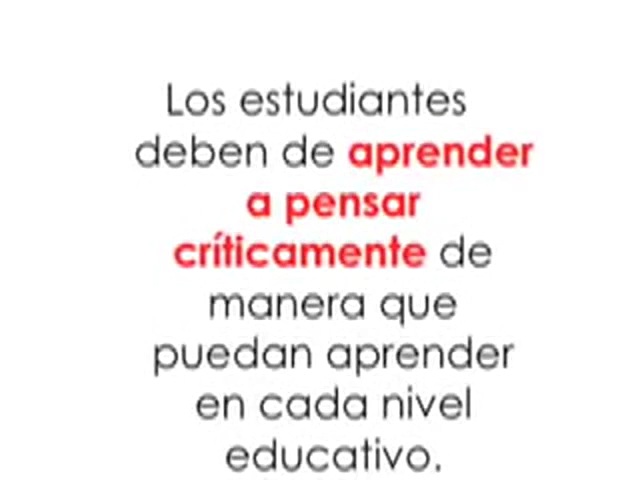 Los estudiantes
deben de aprender
a pensar
críticamente de
manera que
puedan aprender
en cada nivel
educativo.